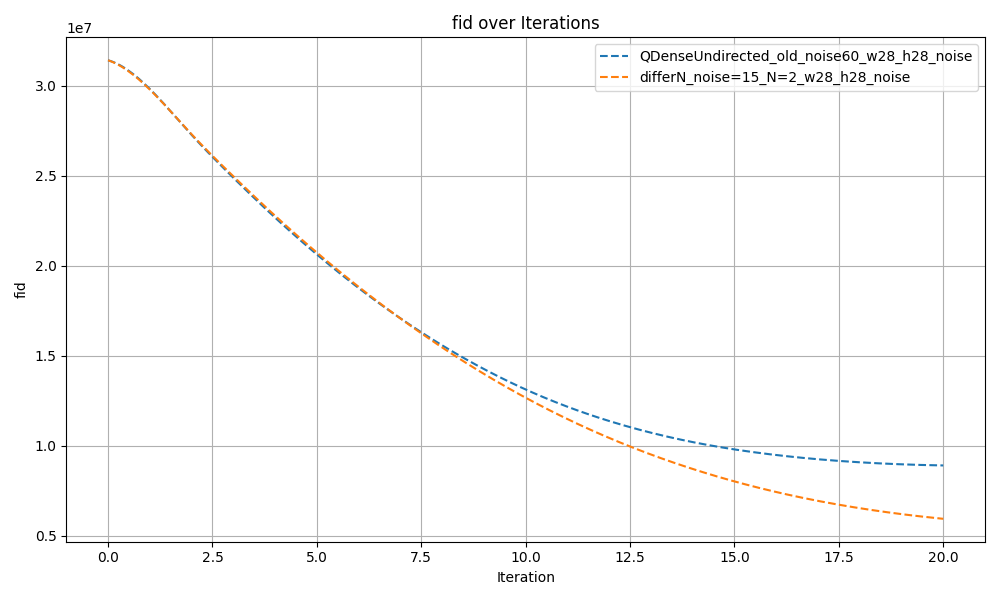 fid over Iterations
1e7
QDenseUndirected_old_noise60_w28_h28_noise
differN_noise=15_N=2_w28_h28_noise
3.0
2.5
2.0
1.5
1.0
0.5
fid
0.0 2.5 5.0 7.5 10.0 12.5 15.0 17.5 20.0
Iteration